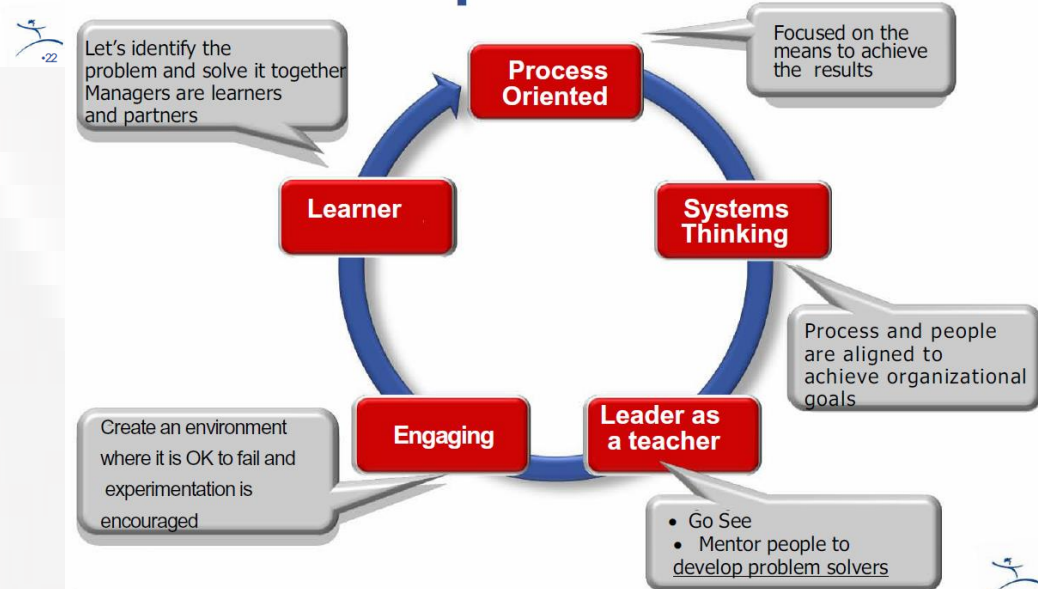 •22
Let's identify the
problem and solve it together
Managers are learners
and partners
Process
Oriented
Focused on the
means to achieve
the results
Learner
Systems
Thinking
Process and people
are aligned to
achieve organizational
goals
Engaging
Leader as
a teacher
Create an environment
where it is OK to fail and
experimentation is
encouraged
• Go See
• Mentor people to
develop problem solvers